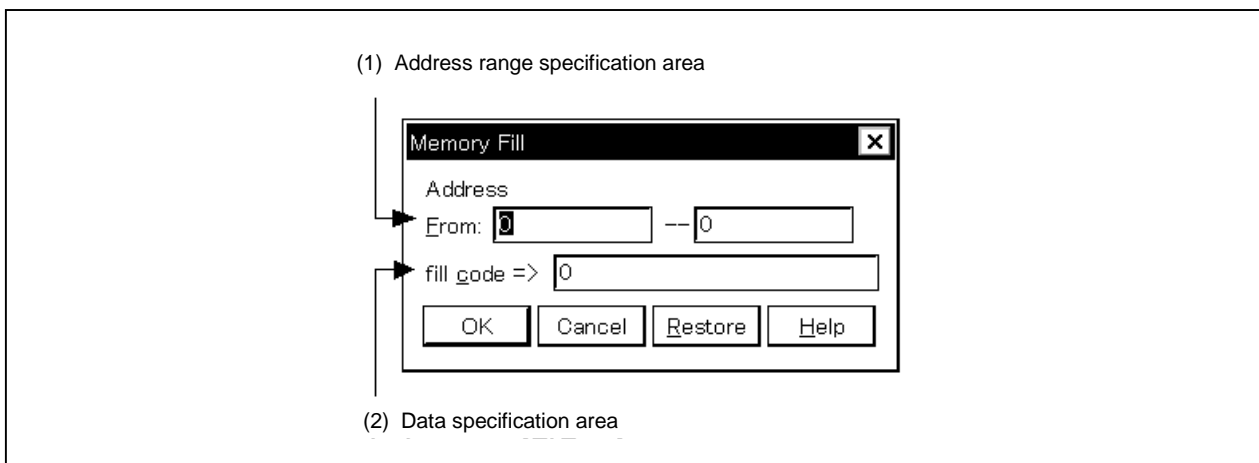 (1) Address range specification area
Memory Fill
Address
From: 0 -- 0
fill code => 0
OK Cancel Restore Help
(2) Data specification area